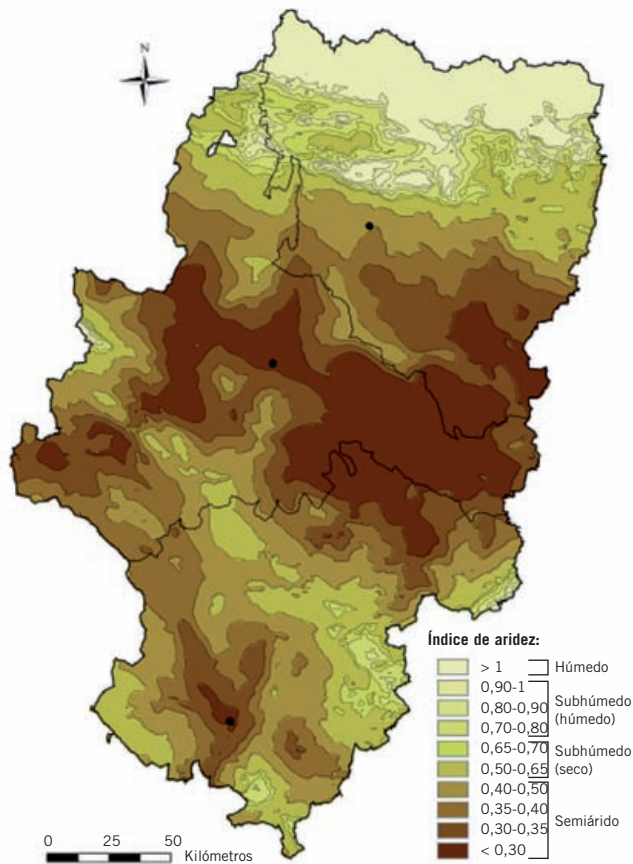 N
Índice de aridez:
> 1 Húmedo
0,90-1
0,80-0,90 Subhúmedo
(húmedo)
0,70-0,80
0,65-0,70 Subhúmedo
(seco)
0,50-0,65
0,40-0,50
0,35-0,40
0,30-0,35 Semiárido
< 0,30
0 25 50
Kilómetros